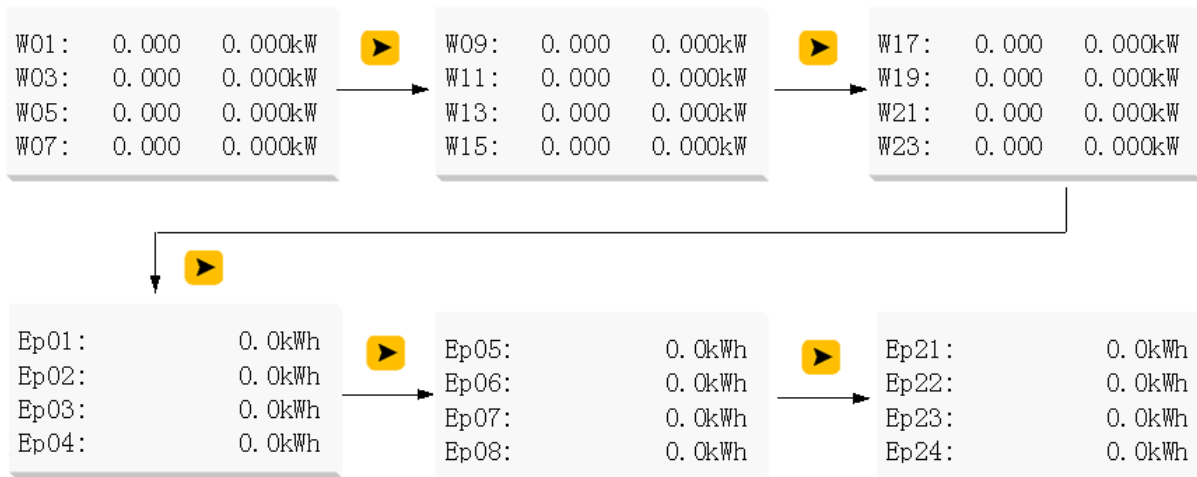 W01: 0.000 0.000kW
W03: 0.000 0.000kW
W05: 0.000 0.000kW
W07: 0.000 0.000kW
W09: 0.000 0.000kW
W11: 0.000 0.000kW
W13: 0.000 0.000kW
W15: 0.000 0.000kW
W17: 0.000 0.000kW
W19: 0.000 0.000kW
W21: 0.000 0.000kW
W23: 0.000 0.000kW
Ep01: 0.0kWh
Ep02: 0.0kWh
Ep03: 0.0kWh
Ep04: 0.0kWh
Ep05: 0.0kWh
Ep06: 0.0kWh
Ep07: 0.0kWh
Ep08: 0.0kWh
Ep21: 0.0kWh
Ep22: 0.0kWh
Ep23: 0.0kWh
Ep24: 0.0kWh